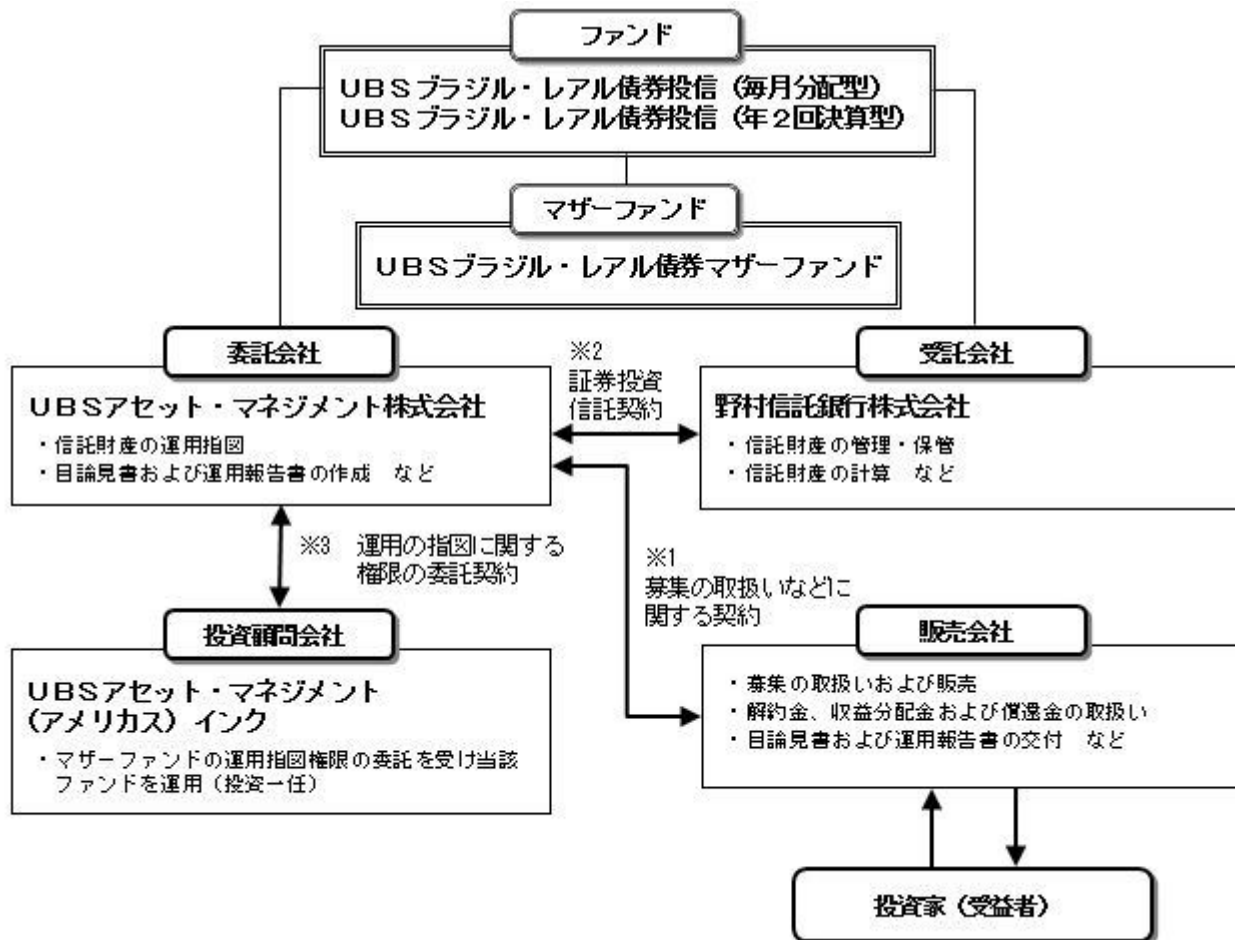 ファンド
UBSブラジル・レアル債券投信（毎月分配型）
UBSブラジル・レアル債券投信（年2回決算型）
マザーファンド
UBSブラジル・レアル債券マザーファンド
委託会社
UBSアセット・マネジメント株式会社
・信託財産の運用指図
・目論見書および運用報告書の作成　など
※2
証券投資
信託契約
受託会社
野村信託銀行株式会社
・信託財産の管理・保管
・信託財産の計算　など
※3　運用の指図に関する
権限の委託契約
※1
募集の取扱いなどに
関する契約
投資顧問会社
UBSアセット・マネジメント
（アメリカス）インク
・マザーファンドの運用指図権限の委託を受け当該
ファンドを運用（投資一任）
販売会社
・募集の取扱いおよび販売
・解約金、収益分配金および償還金の取扱い
・目論見書および運用報告書の交付　など
投資家（受益者）